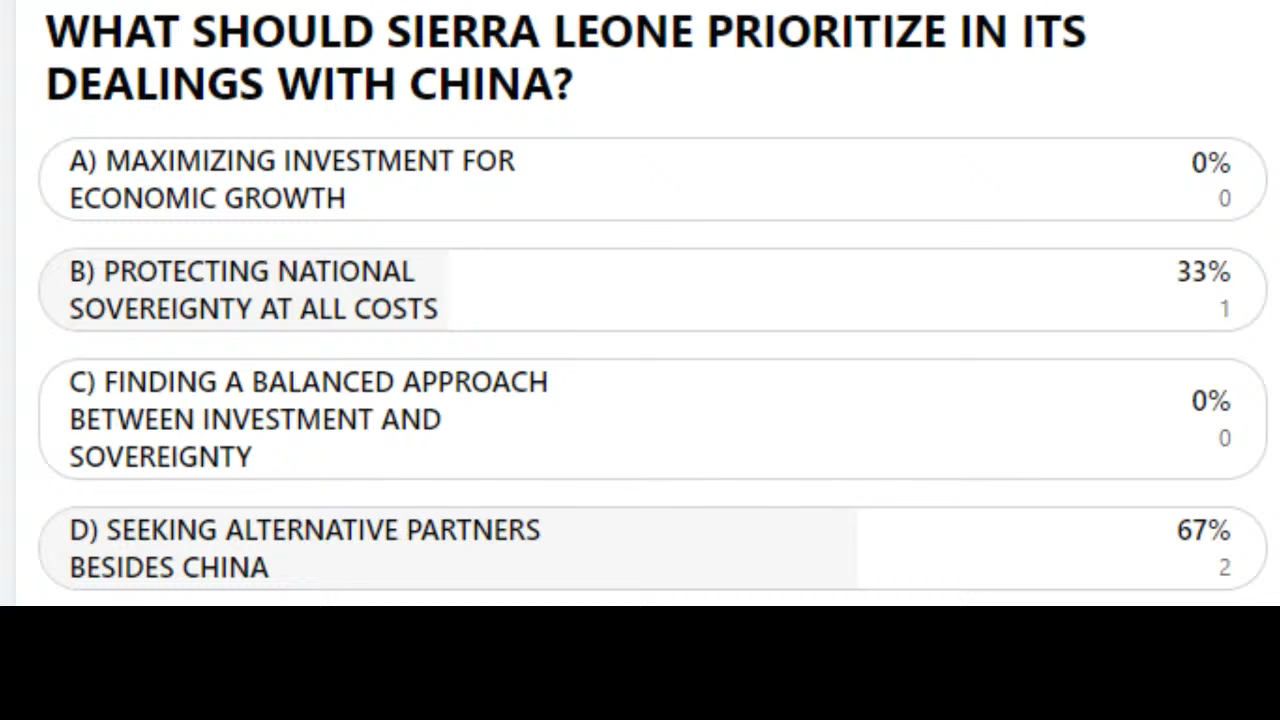 WHAT SHOULD SIERRA LEONE PRIORITIZE IN ITS
DEALINGS WITH CHINA?
A) MAXIMIZING INVESTMENT FOR
ECONOMIC GROWTH
0%
0
B) PROTECTING NATIONAL
SOVEREIGNTY AT ALL COSTS
33%
1
C) FINDING A BALANCED APPROACH
BETWEEN INVESTMENT AND
SOVEREIGNTY
0%
0
D) SEEKING ALTERNATIVE PARTNERS
BESIDES CHINA
67%
2